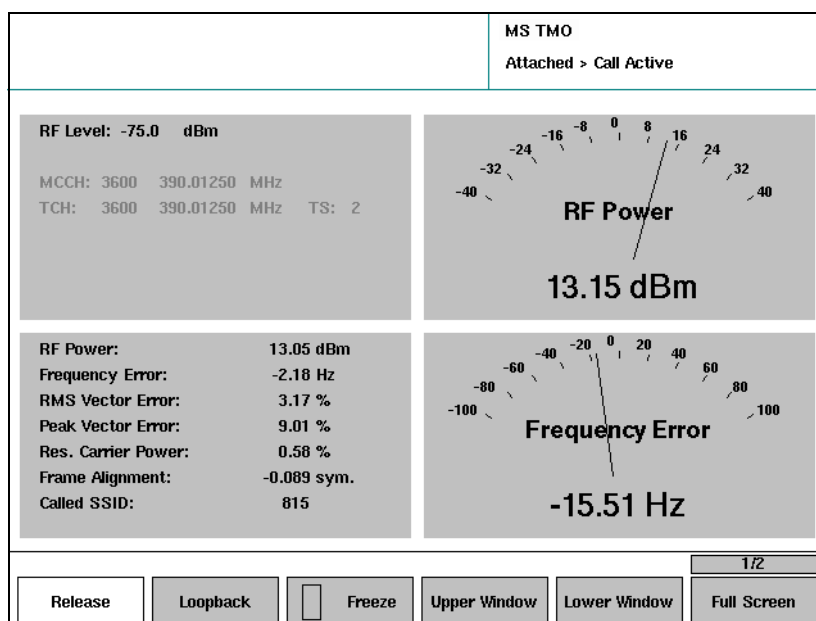 MS TMO
Attached > Call Active
RF Level: -75.0 dBm
MCCH: 3600 390.01250 MHz
TCH: 3600 390.01250 MHz TS: 2
-40 -32 -24 -16 -8 0 8 16 24 32 40
RF Power
13.15 dBm
RF Power: 13.05 dBm
Frequency Error: -2.18 Hz
RMS Vector Error: 3.17 %
Peak Vector Error: 9.01 %
Res. Carrier Power: 0.58 %
Frame Alignment: -0.089 sym.
Called SSID: 815
-100 -80 -60 -40 -20 0 20 40 60 80 100
Frequency Error
-15.51 Hz
1/2
Release Loopback Freeze Upper Window Lower Window Full Screen